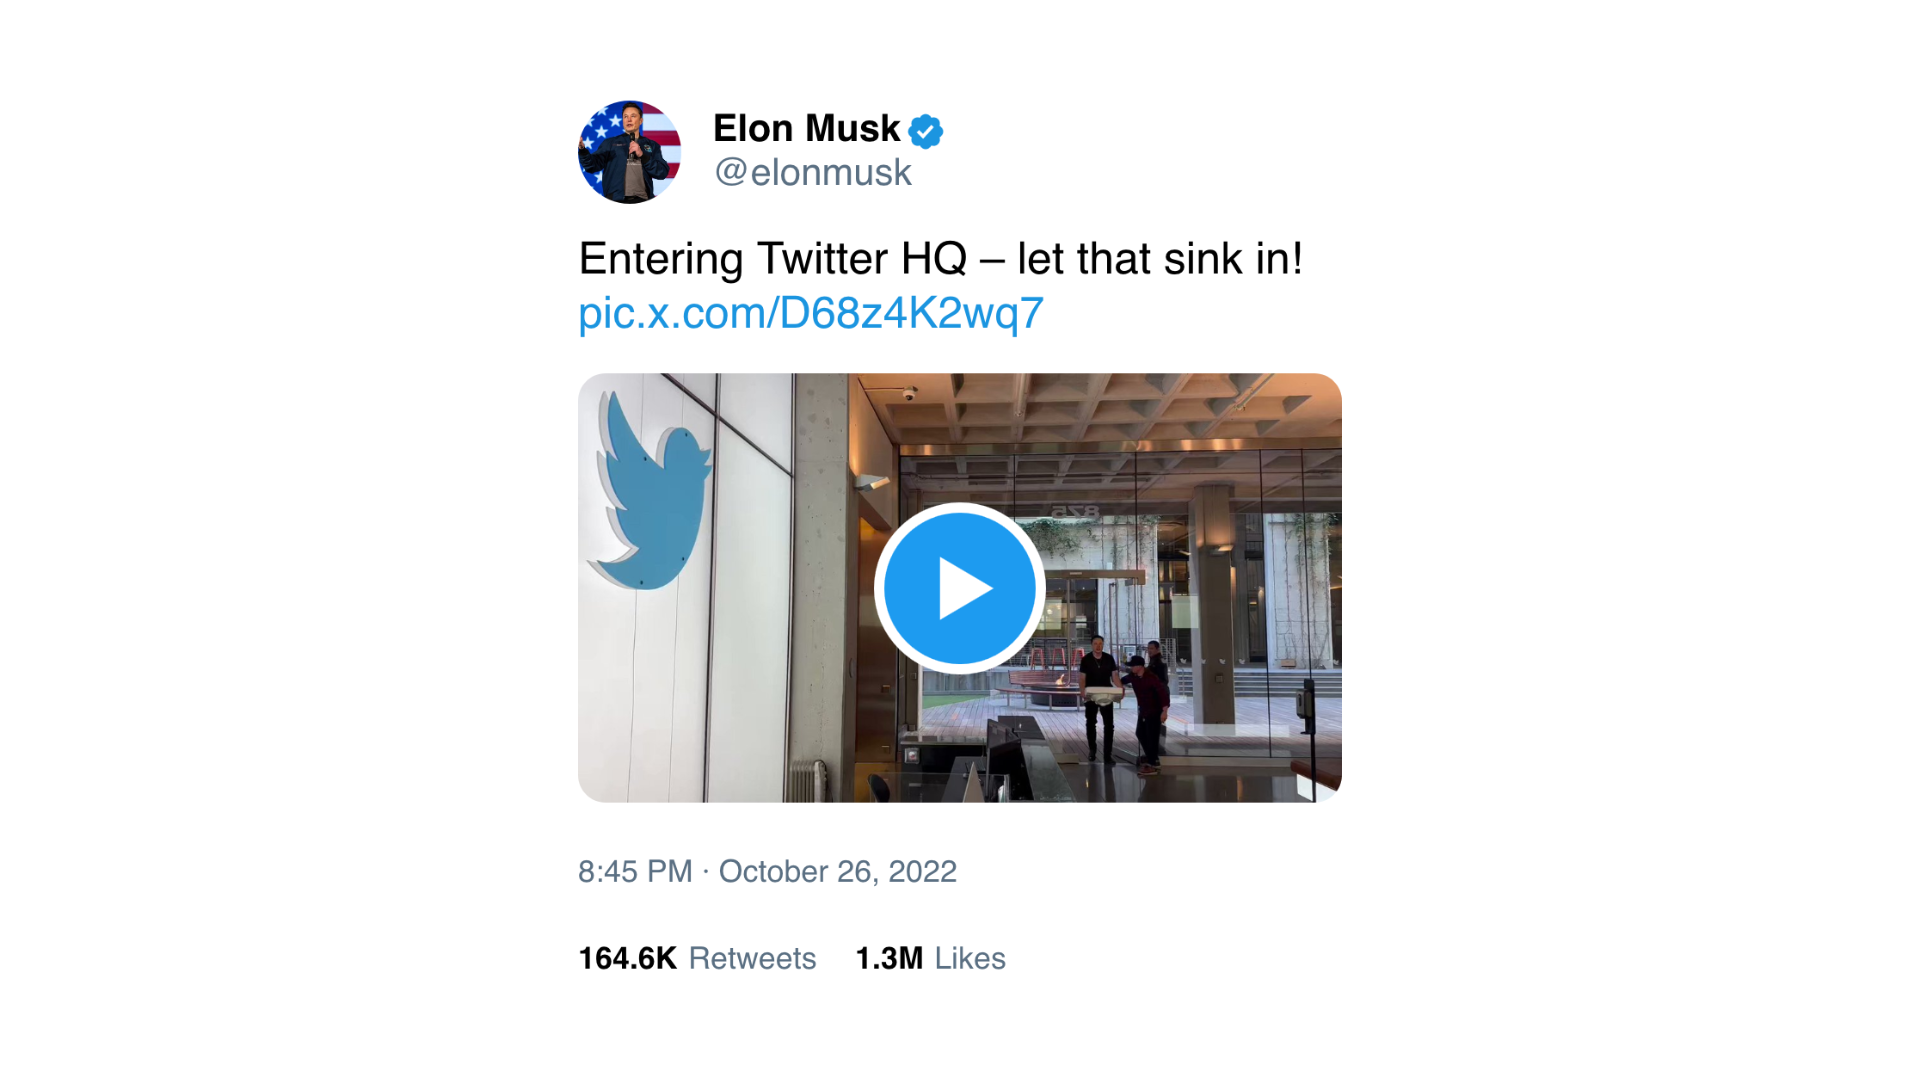 Elon Musk
@elonmusk
Entering Twitter HQ – let that sink in!
pic.x.com/D68z4K2wq7
875
8:45 PM · October 26, 2022
164.6K Retweets 1.3M Likes